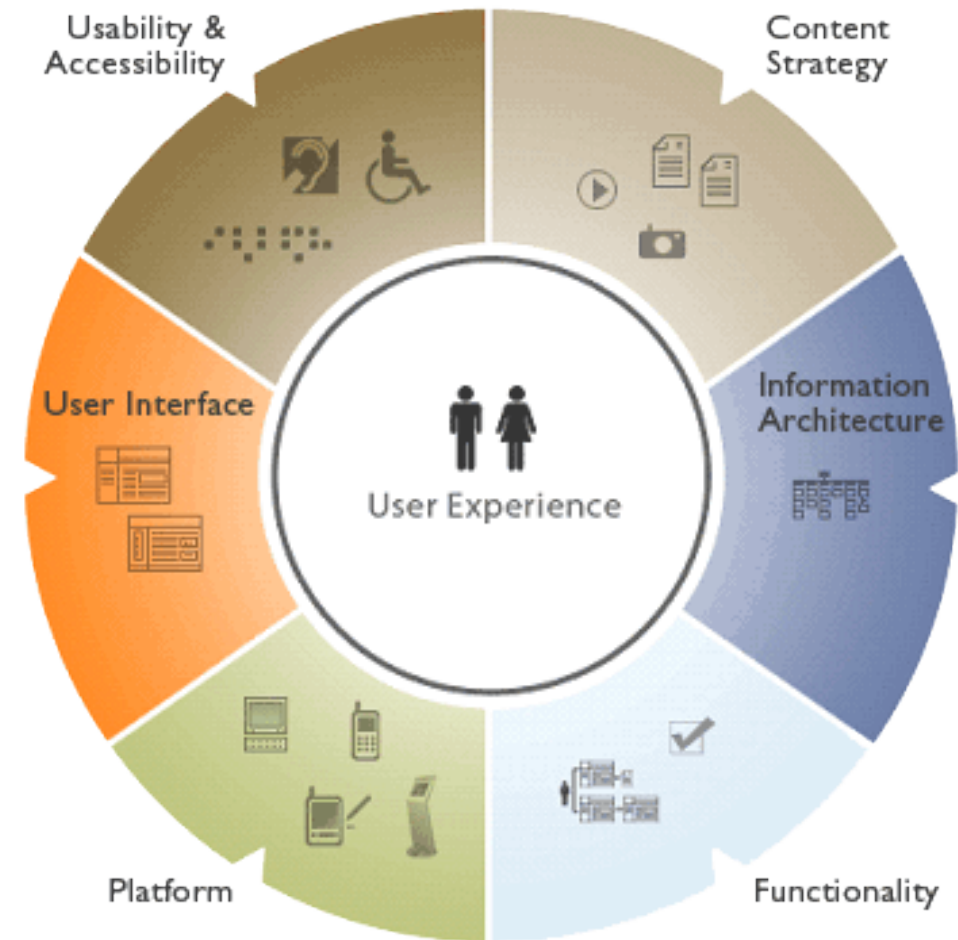 Usability &
Accessibility
Content
Strategy
User Interface
Information
Architecture
User Experience
Platform
Functionality